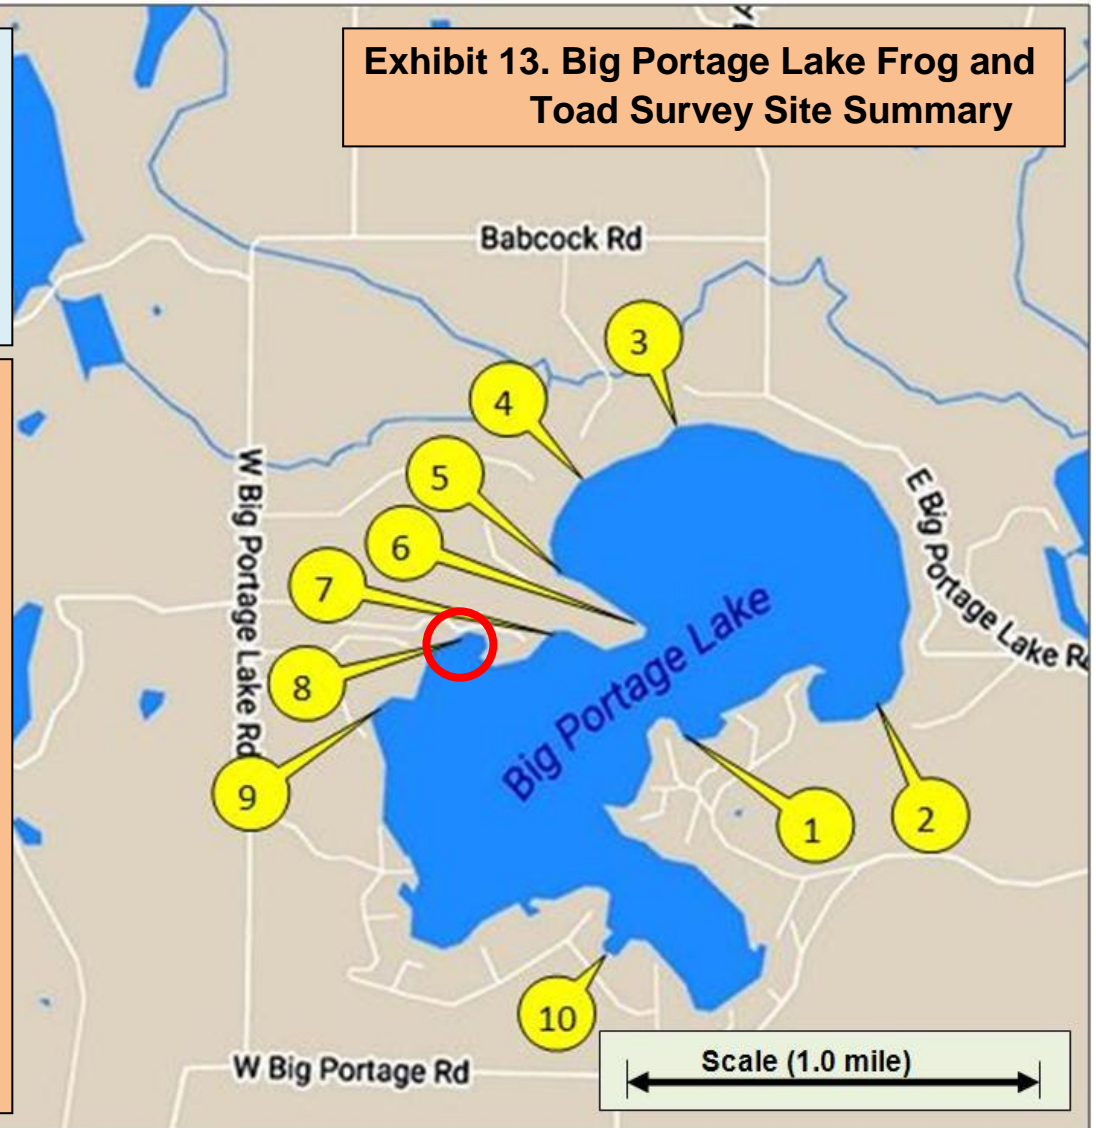 Exhibit 13. Big Portage Lake Frog and
Toad Survey Site Summary
Babcock Rd
3
4
5
6
7
8
9
W Big Portage Lake Rd
E Big Portage Lake Rd
Big Portage Lake
1
2
10
W Big Portage Rd
Scale (1.0 mile)